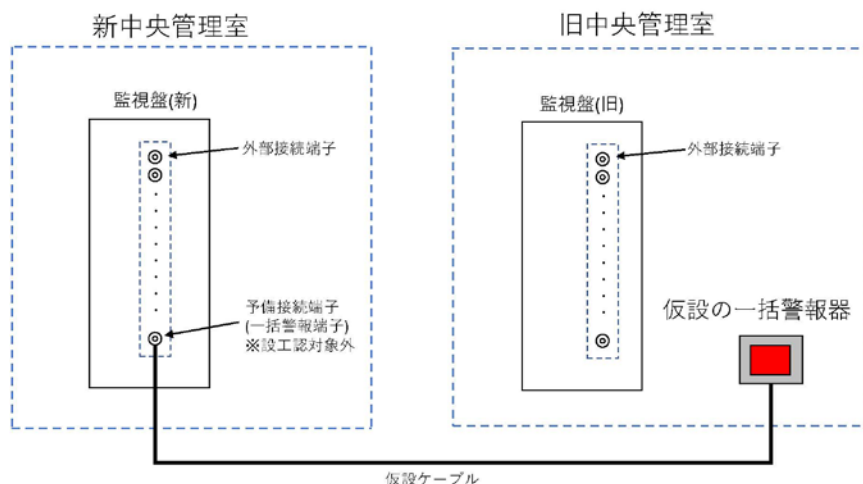 新中央管理室
旧中央管理室
監視盤(新)
監視盤(旧)
外部接続端子
外部接続端子
予備接続端子
(一括警報端子)
※設工認対象外
仮設の一括警報器
仮設ケーブル